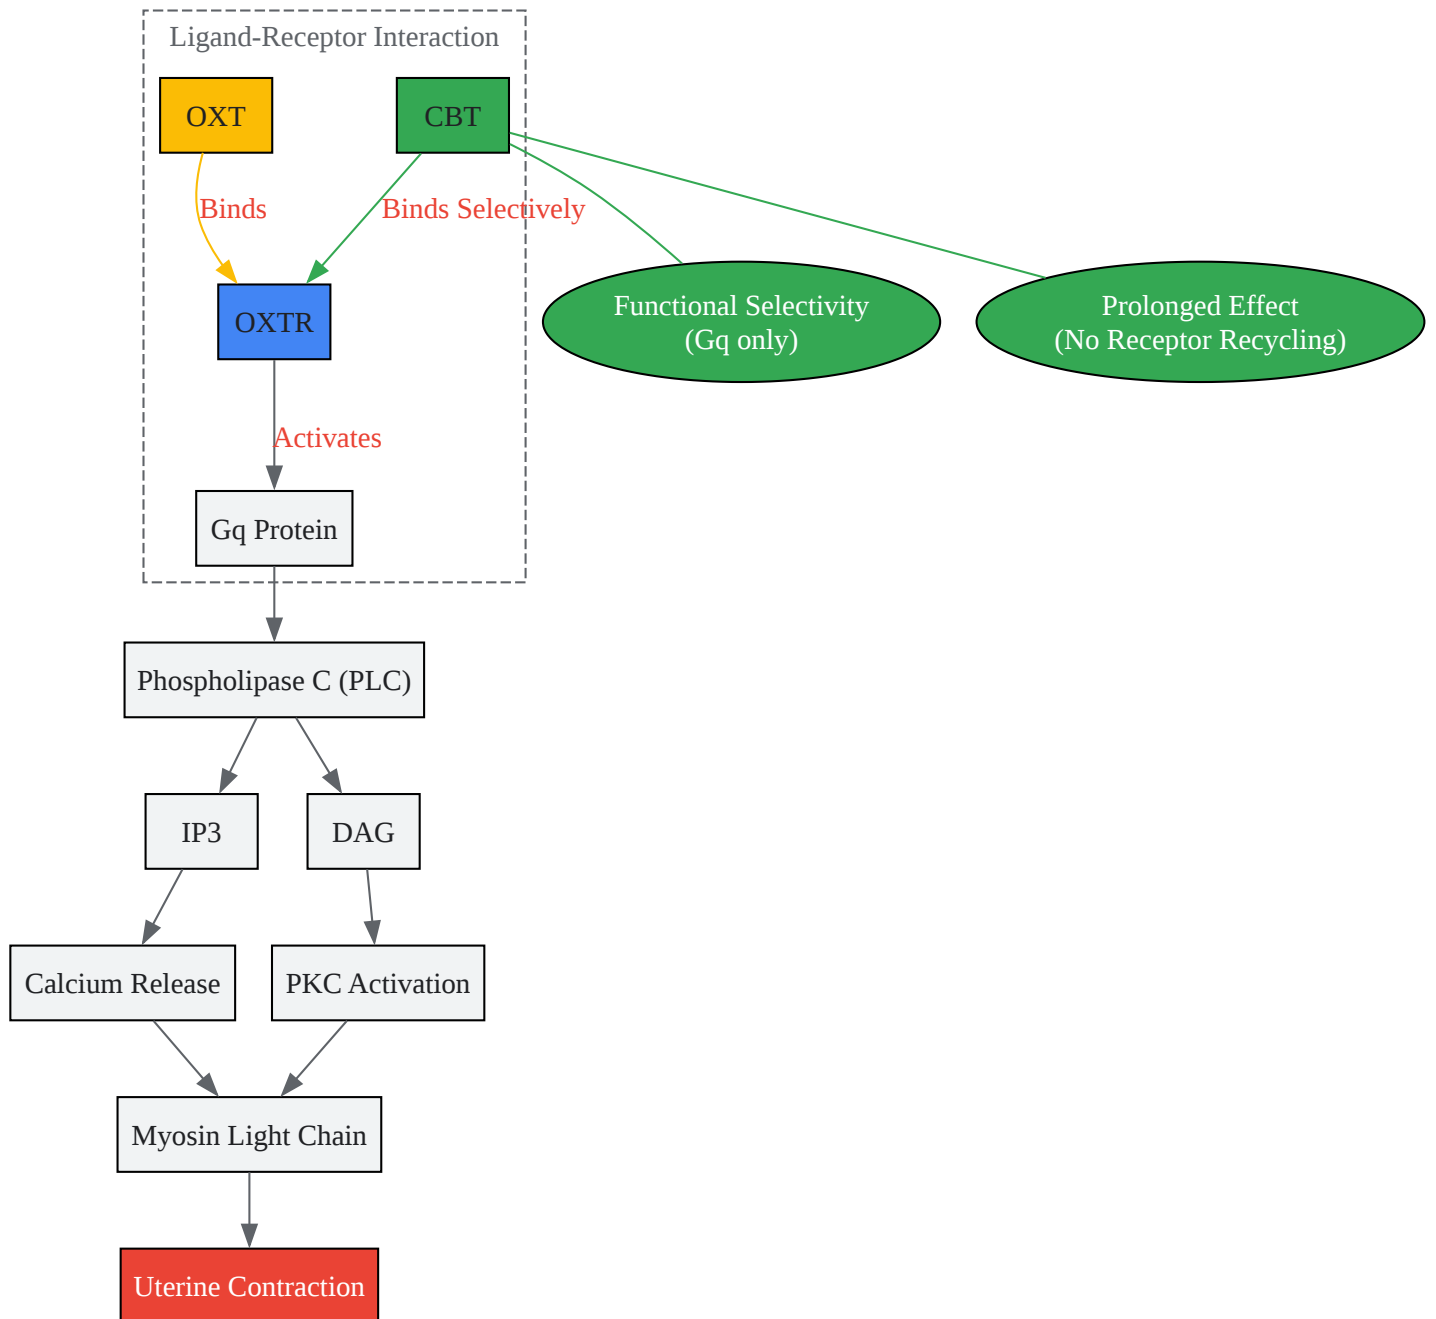 Ligand-Receptor Interaction
OXT
CBT
Binds
Binds Selectively
OXTR
Functional Selectivity
(Gq only)
Prolonged Effect
(No Receptor Recycling)
Activates
Gq Protein
Phospholipase C (PLC)
IP3
DAG
Calcium Release
PKC Activation
Myosin Light Chain
Uterine Contraction